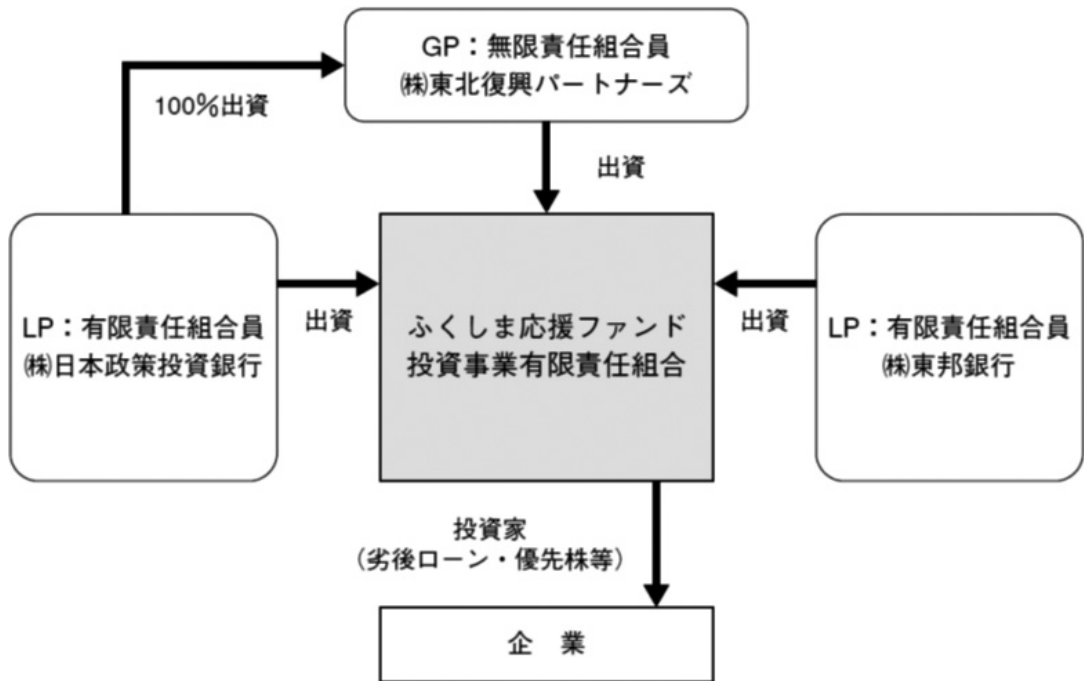 GP：無限責任組合員
㈱東北復興パートナーズ
100％出資
出資
LP：有限責任組合員
㈱日本政策投資銀行
出資
ふくしま応援ファンド
投資事業有限責任組合
出資
LP：有限責任組合員
㈱東邦銀行
投資家
（劣後ローン・優先株等）
企　業